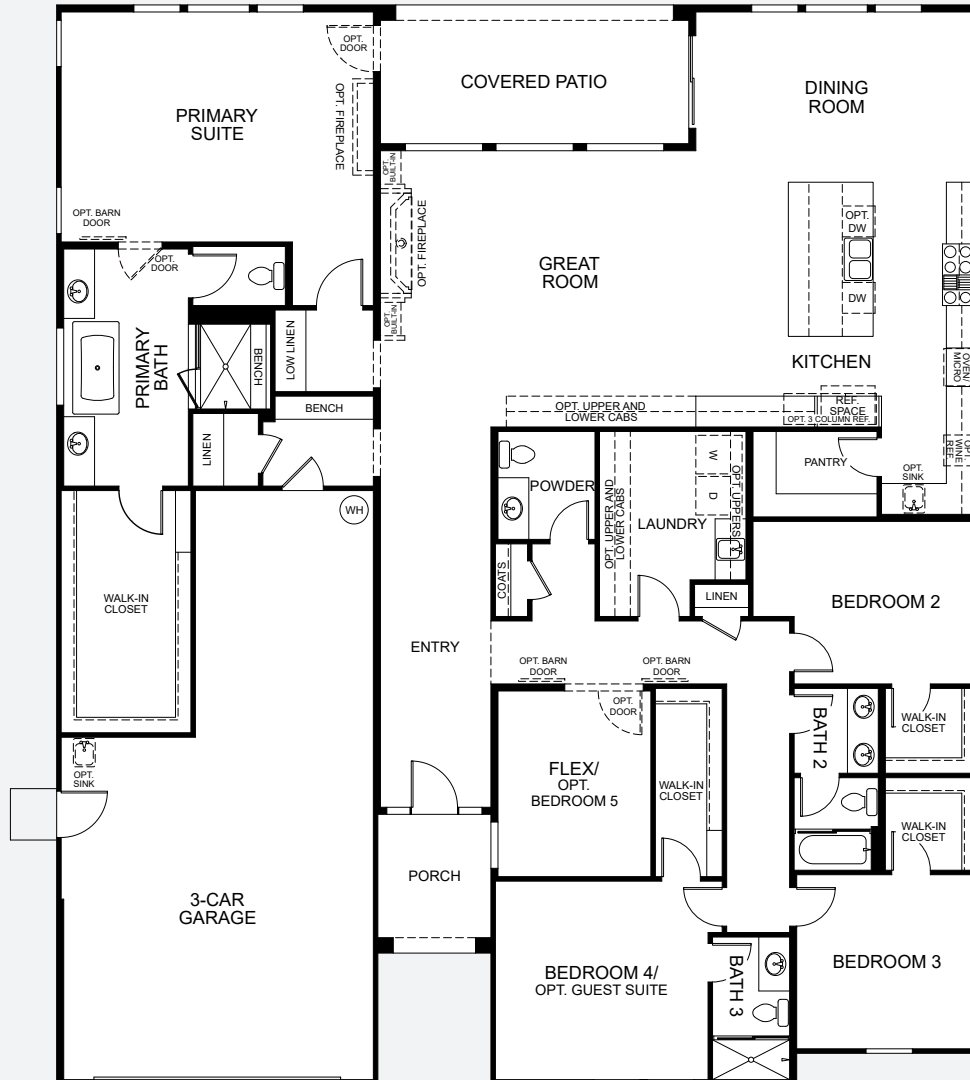 OPT.
DOOR
COVERED PATIO
DINING
ROOM
PRIMARY
SUITE
OPT. FIREPLACE
OPT.
BUILT-IN
OPT. BARN
DOOR
OPT.
DOOR
OPT. FIREPLACE
OPT.
DW
GREAT
ROOM
DW
OPT.
BUILT-IN
PRIMARY
BATH
BENCH
LOW LINEN
KITCHEN
OVEN/
MICRO
REF.
SPACE
OPT. UPPER AND
LOWER CABS
OPT. 3 COLUMN REF.
BENCH
LINEN
PANTRY
OPT.
WINE
REF.
OPT.
SINK
W
D
OPT. UPPERS
POWDER
OPT. UPPER AND
LOWER CABS
LAUNDRY
WH
COATS
LINEN
WALK-IN
CLOSET
BEDROOM 2
ENTRY
OPT. BARN
DOOR
OPT. BARN
DOOR
OPT.
DOOR
BATH 2
WALK-IN
CLOSET
OPT.
SINK
FLEX/
OPT.
BEDROOM 5
WALK-IN
CLOSET
WALK-IN
CLOSET
PORCH
3-CAR
GARAGE
BEDROOM 4/
OPT. GUEST SUITE
BATH 3
BEDROOM 3